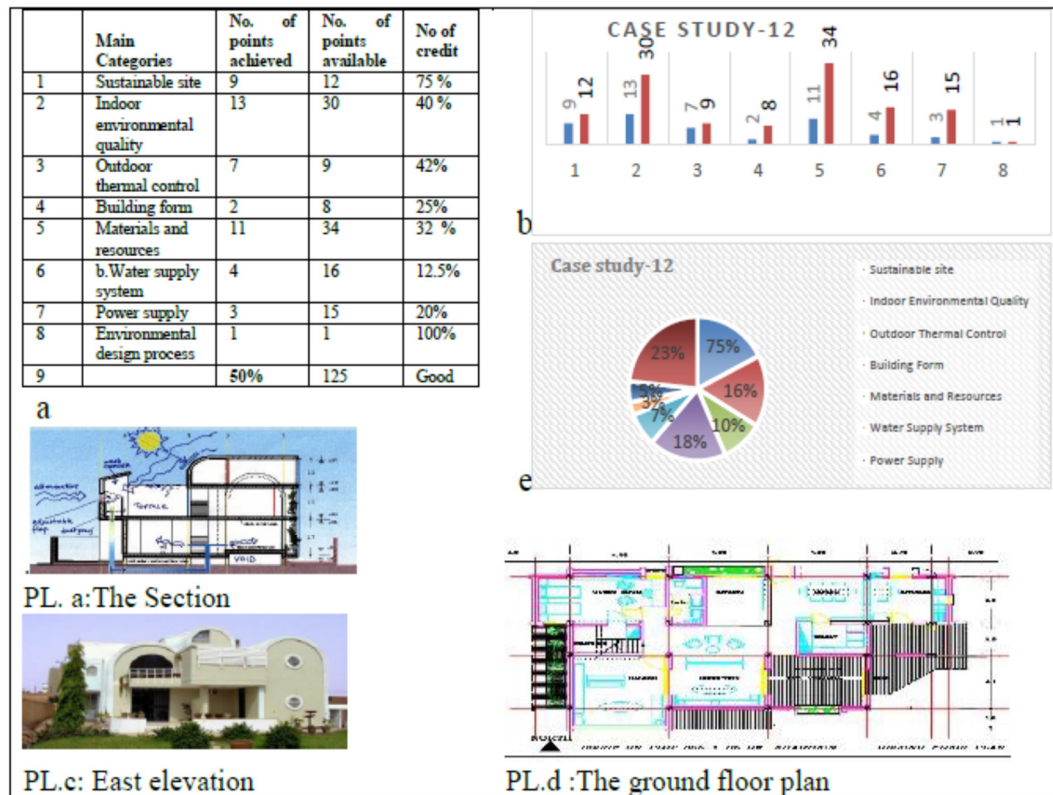 Main Categories | No. of points achieved | No. of points available | No of credit
1 | Sustainable site | 9 | 12 | 75 %
2 | Indoor environmental quality | 13 | 30 | 40 %
3 | Outdoor thermal control | 7 | 9 | 42%
4 | Building form | 2 | 8 | 25%
5 | Materials and resources | 11 | 34 | 32 %
6 | b.Water supply system | 4 | 16 | 12.5%
7 | Power supply | 3 | 15 | 20%
8 | Environmental design process | 1 | 1 | 100%
9 | 50% | 125 | Good
a
CASE STUDY-12
9 12 13 30 7 9 2 8 11 34 4 16 3 15 1 1
1 2 3 4 5 6 7 8
b
Case study-12
75%
16%
10%
18%
7%
3%
5%
23%
Sustainable site
Indoor Environmental Quality
Outdoor Thermal Control
Building Form
Materials and Resources
Water Supply System
Power Supply
e
TERRACE
VOID
PL. a:The Section
PL.c: East elevation
NORTH
PL.d :The ground floor plan